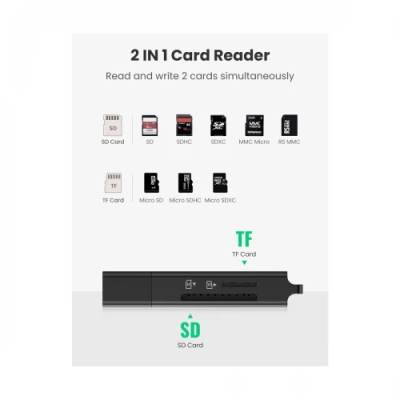 2 IN 1 Card Reader
Read and write 2 cards simultaneously
SD
SD Card
SD
SDHC
SDXC
MMC Micro
RS MMC
TF
TF Card
Micro SD
Micro SDHC
Micro SDXC
TF
TF Card
SD
SD Card